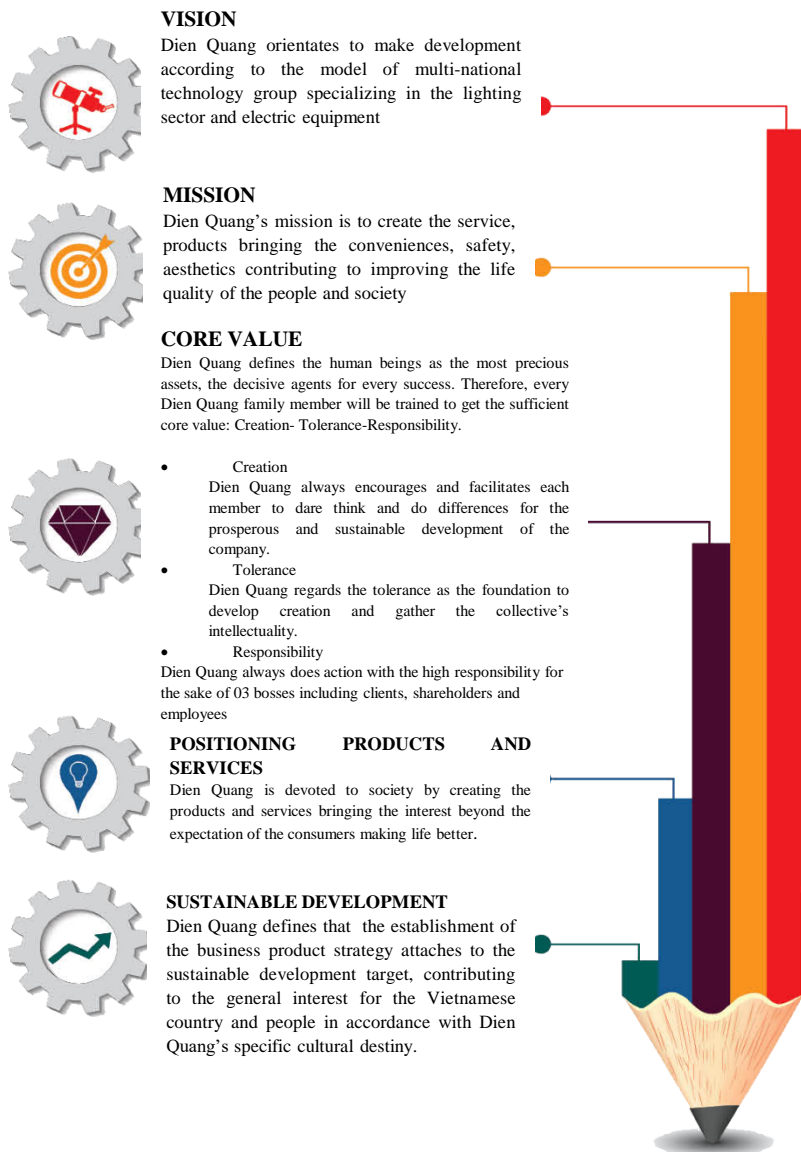 VISION
Dien Quang orientates to make development
according to the model of multi-national
technology group specializing in the lighting
sector and electric equipment
MISSION
Dien Quang’s mission is to create the service,
products bringing the conveniences, safety,
aesthetics contributing to improving the life
quality of the people and society
CORE VALUE
Dien Quang defines the human beings as the most precious
assets, the decisive agents for every success. Therefore, every
Dien Quang family member will be trained to get the sufficient
core value: Creation- Tolerance-Responsibility.
• Creation
Dien Quang always encourages and facilitates each
member to dare think and do differences for the
prosperous and sustainable development of the
company.
• Tolerance
Dien Quang regards the tolerance as the foundation to
develop creation and gather the collective’s
intellectuality.
• Responsibility
Dien Quang always does action with the high responsibility for
the sake of 03 bosses including clients, shareholders and
employees
POSITIONING PRODUCTS AND
SERVICES
Dien Quang is devoted to society by creating the
products and services bringing the interest beyond the
expectation of the consumers making life better.
SUSTAINABLE DEVELOPMENT
Dien Quang defines that the establishment of
the business product strategy attaches to the
sustainable development target, contributing
to the general interest for the Vietnamese
country and people in accordance with Dien
Quang’s specific cultural destiny.